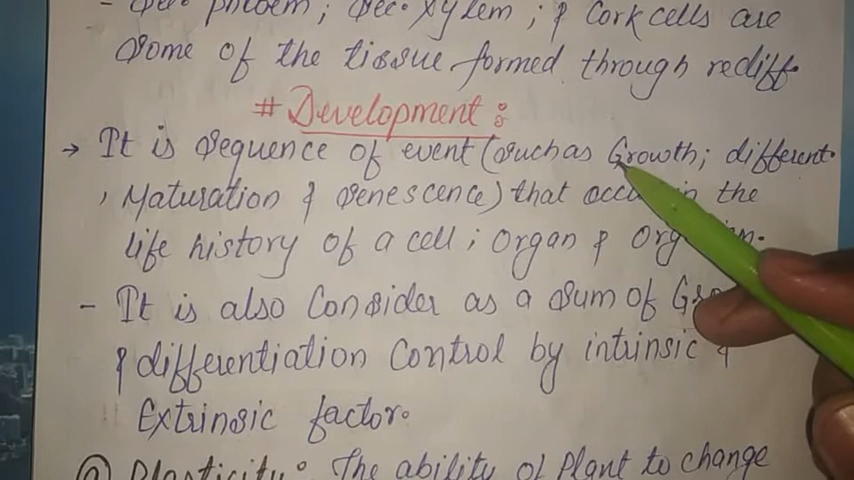 - Sec. phloem; Sec. Xylem; & Cork cells are
some of the tissue formed through rediff.
# Development:
→ It is sequence of event (such as Growth; different.
, Maturation & senescence) that in the
life history of a cell; Organ &
- It is also Consider as a sum of
& differentiation Control by intrinsic &
Extrinsic factor.
Plasticity: The ability of Plant to change